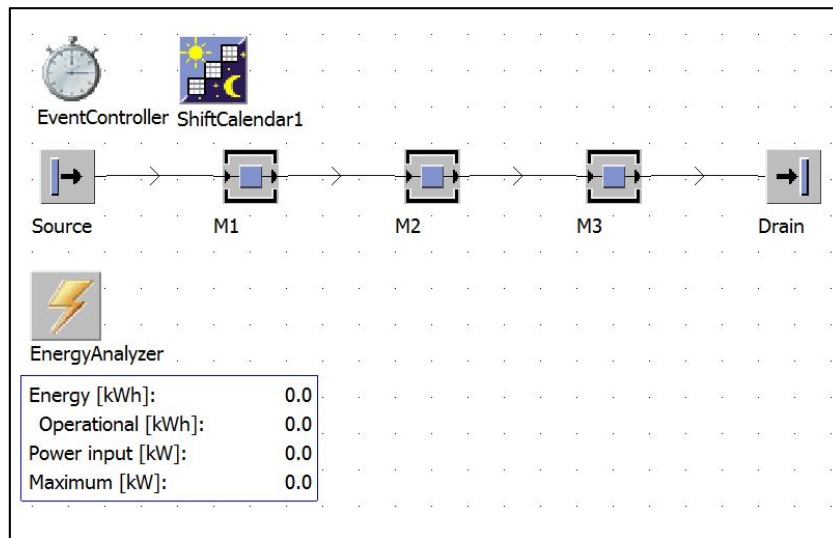 EventController ShiftCalendar1
Source M1 M2 M3 Drain
EnergyAnalyzer
Energy [kWh]: 0.0
Operational [kWh]: 0.0
Power input [kW]: 0.0
Maximum [kW]: 0.0